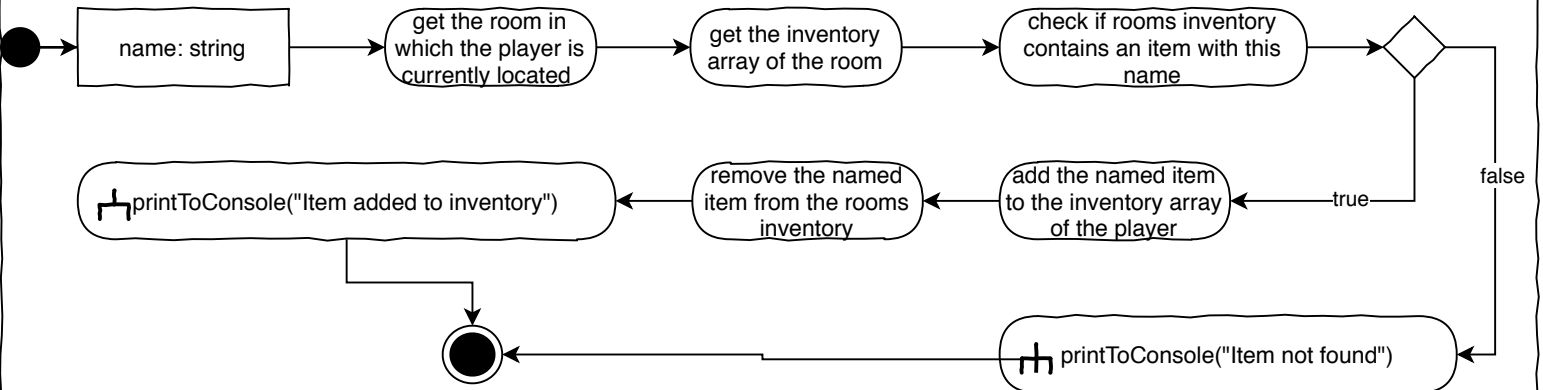 name: string
get the room in
which the player is
currently located
get the inventory
array of the room
check if rooms inventory
contains an item with this
name
false
true
add the named item
to the inventory array
of the player
remove the named
item from the rooms
inventory
printToConsole("Item added to inventory")
printToConsole("Item not found")